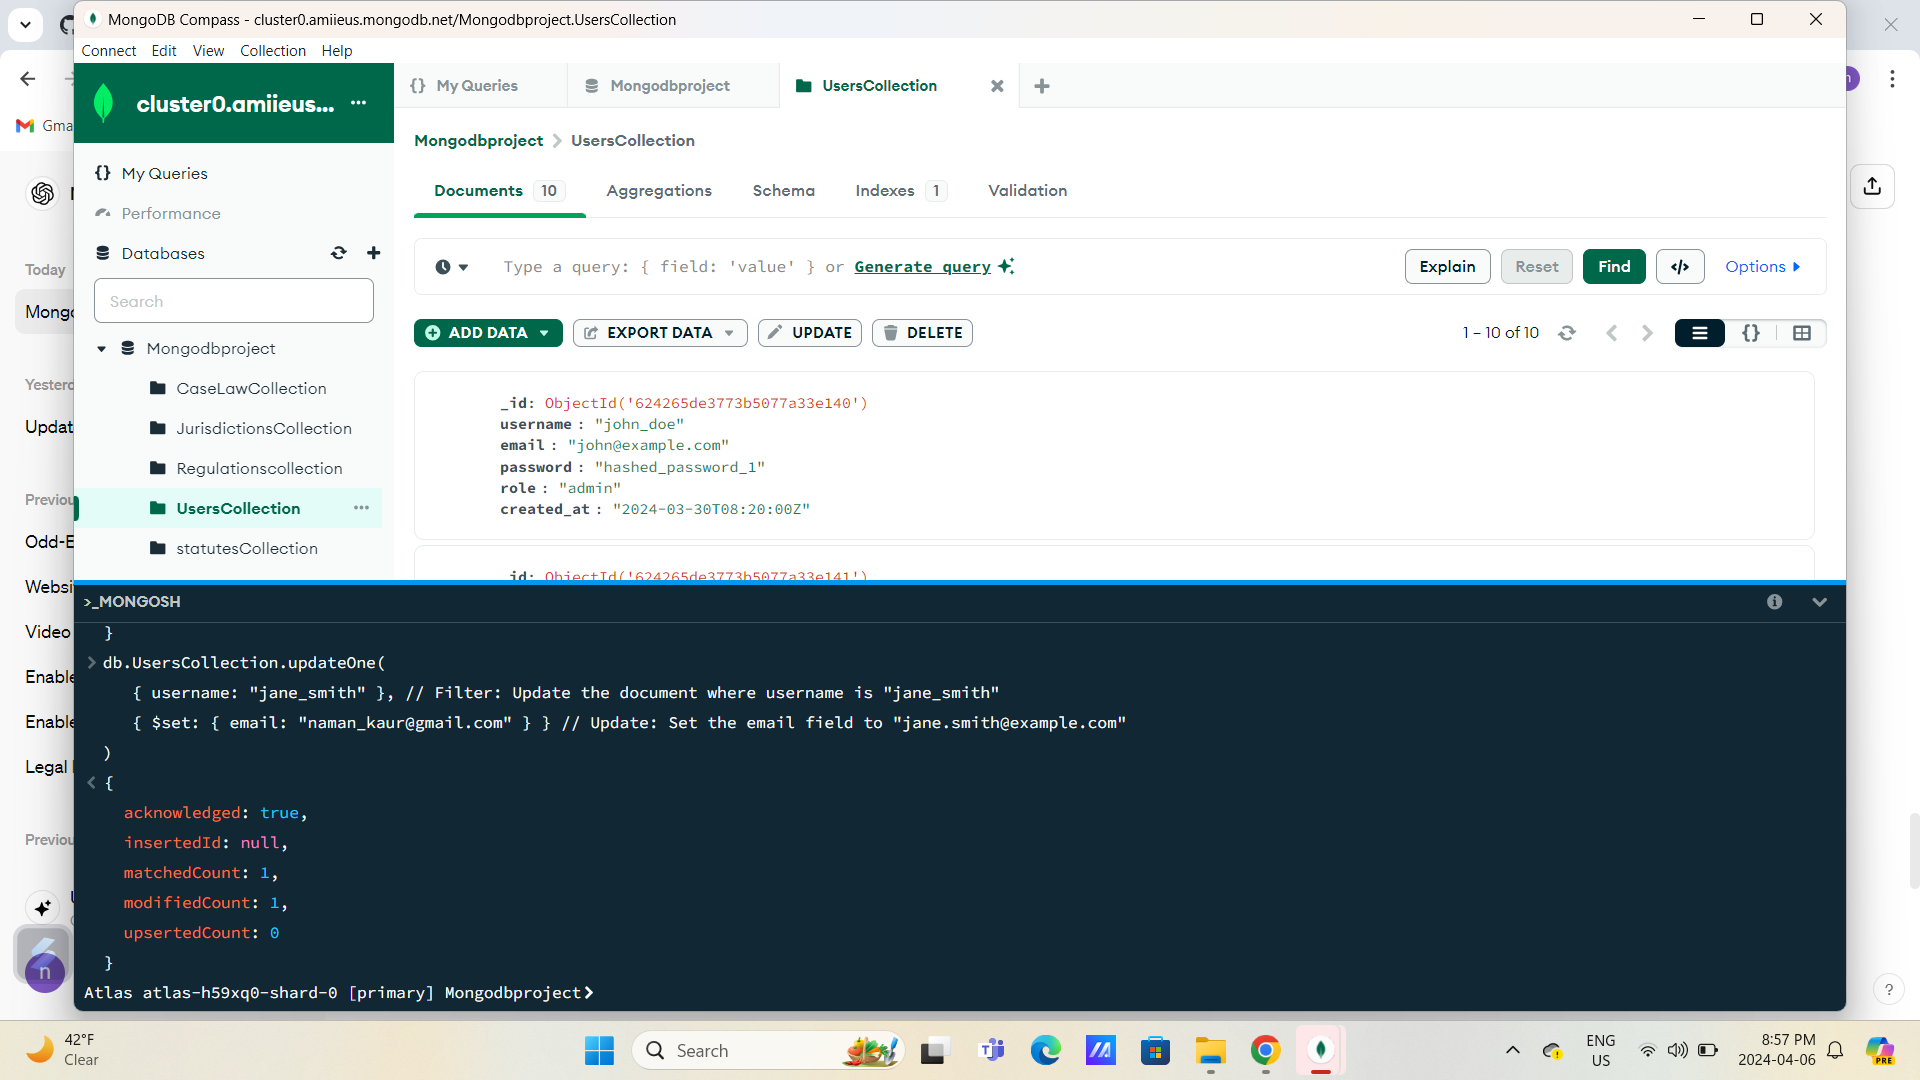 MongoDB Compass - cluster0.amiieus.mongodb.net/Mongodbproject.UsersCollection
Connect Edit View Collection Help
cluster0.amiieus... ···
{} My Queries
Mongodbproject
UsersCollection
Gma
Mongodbproject > UsersCollection
My Queries
Documents 10
Aggregations
Schema
Indexes 1
Validation
Performance
Databases
Today
Type a query: { field: 'value' } or Generate query
Explain
Reset
Find
</>
Options
Search
Mong
ADD DATA
EXPORT DATA
UPDATE
DELETE
1 – 10 of 10
{}
Mongodbproject
Yesterd
CaseLawCollection
Updat
JurisdictionsCollection
Regulationscollection
Previou
UsersCollection ···
Odd-E
statutesCollection
_id: ObjectId('624265de3773b5077a33e140')
username : "john_doe"
email : "john@example.com"
password : "hashed_password_1"
role : "admin"
created_at : "2024-03-30T08:20:00Z"
_id: ObjectId('624265de3773b5077a33e141')
Websi
Video
Enable
Enable
Legal
Previou
>_MONGOSH
}
> db.UsersCollection.updateOne(
{ username: "jane_smith" }, // Filter: Update the document where username is "jane_smith"
{ $set: { email: "naman_kaur@gmail.com" } } // Update: Set the email field to "jane.smith@example.com"
)
< {
acknowledged: true,
insertedId: null,
matchedCount: 1,
modifiedCount: 1,
upsertedCount: 0
}
Atlas atlas-h59xq0-shard-0 [primary] Mongodbproject>
n
?
42°F
Clear
Search
ENG
US
8:57 PM
2024-04-06
PRE